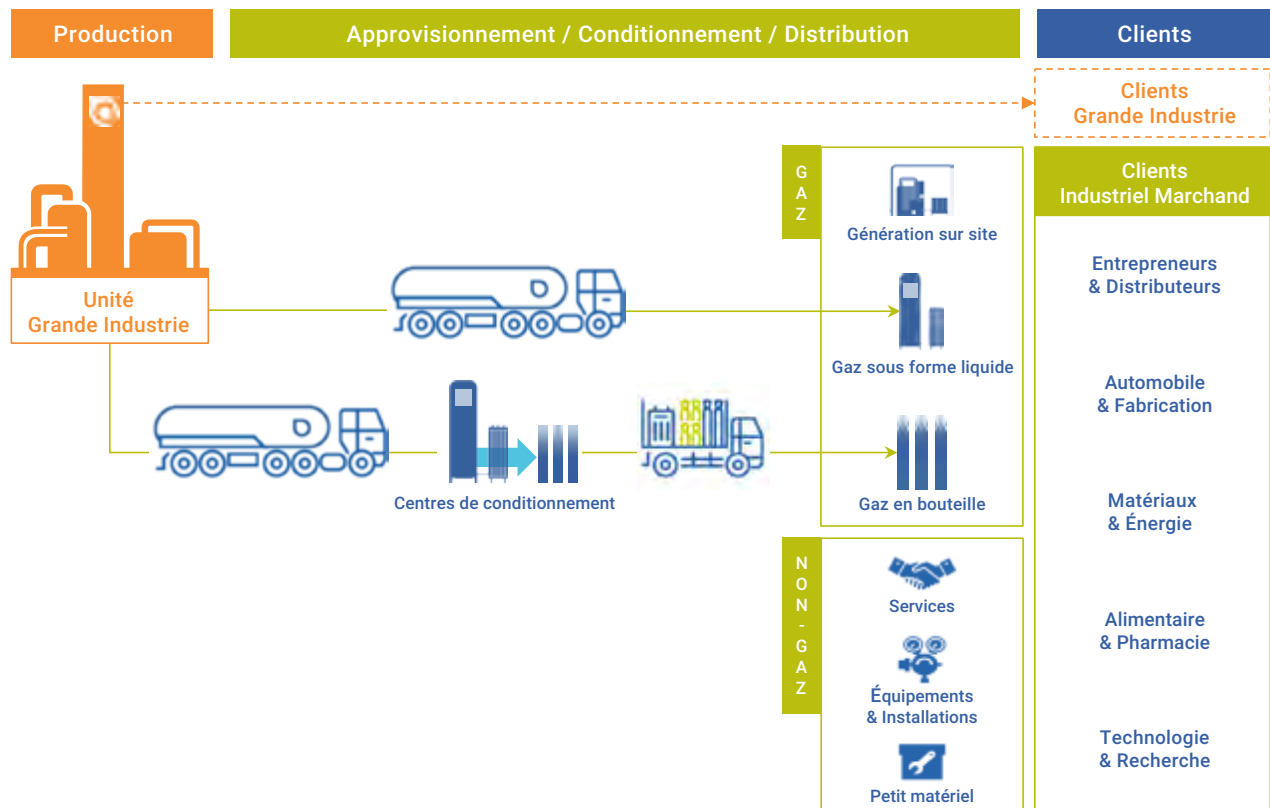 Production
Approvisionnement / Conditionnement / Distribution
Clients
Clients
Grande Industrie
Clients
Industriel Marchand
G
A
Z
Génération sur site
Entrepreneurs
& Distributeurs
Unité
Grande Industrie
Gaz sous forme liquide
Automobile
& Fabrication
Centres de conditionnement
Gaz en bouteille
Matériaux
& Énergie
N
O
N
-
G
A
Z
Services
Alimentaire
& Pharmacie
Équipements
& Installations
Technologie
& Recherche
Petit matériel